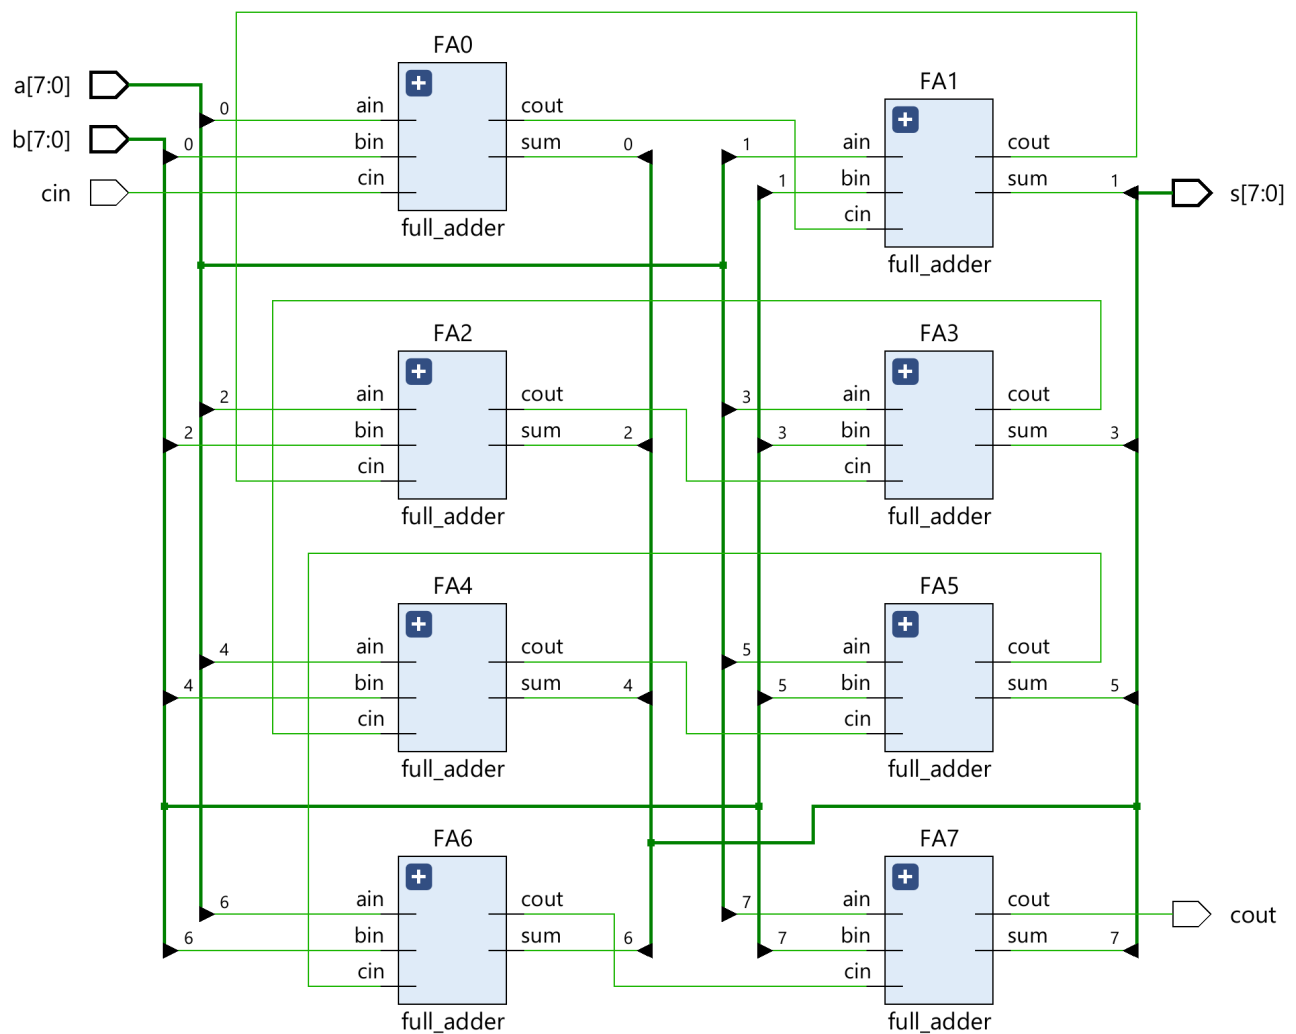 FA0
a[7:0]
FA1
0
ain
cout
b[7:0]
0
bin
sum
0
1
ain
cout
cin
cin
1
bin
sum
1
s[7:0]
cin
full_adder
full_adder
FA2
FA3
2
ain
cout
3
ain
cout
2
bin
sum
2
3
bin
sum
3
cin
cin
full_adder
full_adder
FA4
FA5
4
ain
cout
5
ain
cout
4
bin
sum
4
5
bin
sum
5
cin
cin
full_adder
full_adder
FA6
FA7
6
ain
cout
7
ain
cout
cout
6
bin
sum
6
7
bin
sum
7
cin
cin
full_adder
full_adder